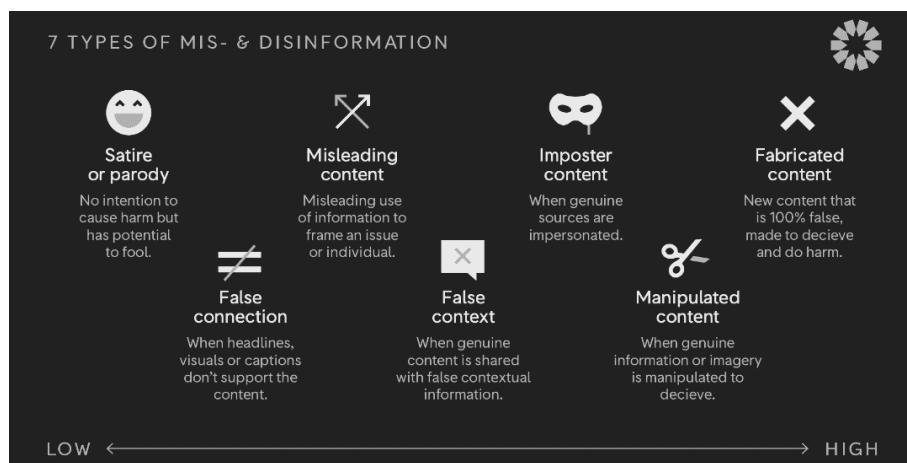 7 TYPES OF MIS- & DISINFORMATION
Satire
or parody
No intention to
cause harm but
has potential
to fool.
False
connection
When headlines,
visuals or captions
don't support the
content.
Misleading
content
Misleading use
of information to
frame an issue
or individual.
False
context
When genuine
content is shared
with false contextual
information.
Imposter
content
When genuine
sources are
impersonated.
Manipulated
content
When genuine
information or imagery
is manipulated to
decieve.
Fabricated
content
New content that
is 100% false,
made to decieve
and do harm.
LOW
HIGH